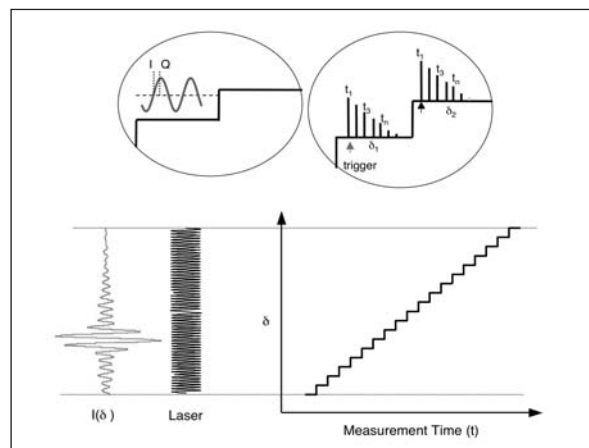 I Q
t1 t3 tn
δ2
t1 t3 tn
δ1
trigger
δ
I(δ ) Laser
Measurement Time (t)